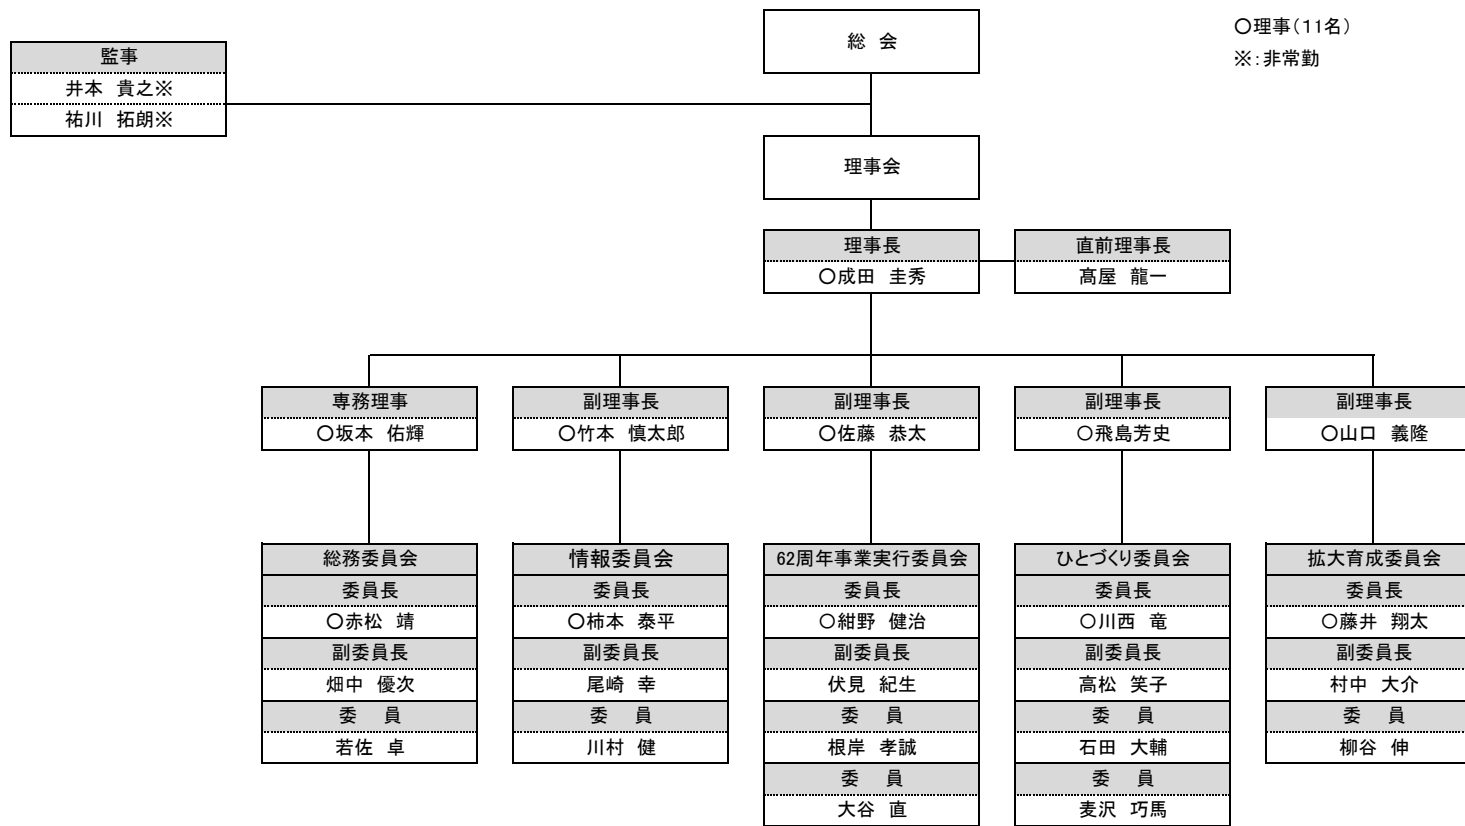 総 会
〇理事(11名)
※:非常勤
監事
井本 貴之※
祐川 拓朗※
理事会
理事長
〇成田 圭秀
直前理事長
髙屋 龍一
専務理事
〇坂本 佑輝
副理事長
〇竹本 慎太郎
副理事長
〇佐藤 恭太
副理事長
○飛島芳史
副理事長
〇山口 義隆
総務委員会
委員長
〇赤松 靖
副委員長
畑中 優次
委 員
若佐 卓
情報委員会
委員長
〇柿本 泰平
副委員長
尾崎 幸
委 員
川村 健
62周年事業実行委員会
委員長
○紺野 健治
副委員長
伏見 紀生
委 員
根岸 孝誠
委 員
大谷 直
ひとづくり委員会
委員長
○川西 竜
副委員長
高松 笑子
委 員
石田 大輔
委 員
麦沢 巧馬
拡大育成委員会
委員長
○藤井 翔太
副委員長
村中 大介
委 員
柳谷 伸